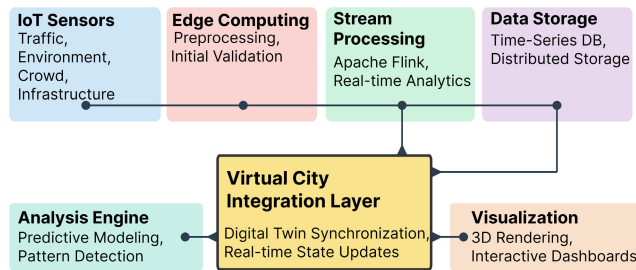 IoT Sensors
Traffic,
Environment,
Crowd,
Infrastructure
Edge Computing
Preprocessing,
Initial Validation
Stream
Processing
Apache Flink,
Real-time Analytics
Data Storage
Time-Series DB,
Distributed Storage
Virtual City
Integration Layer
Digital Twin Synchronization,
Real-time State Updates
Analysis Engine
Predictive Modeling,
Pattern Detection
Visualization
3D Rendering,
Interactive Dashboards